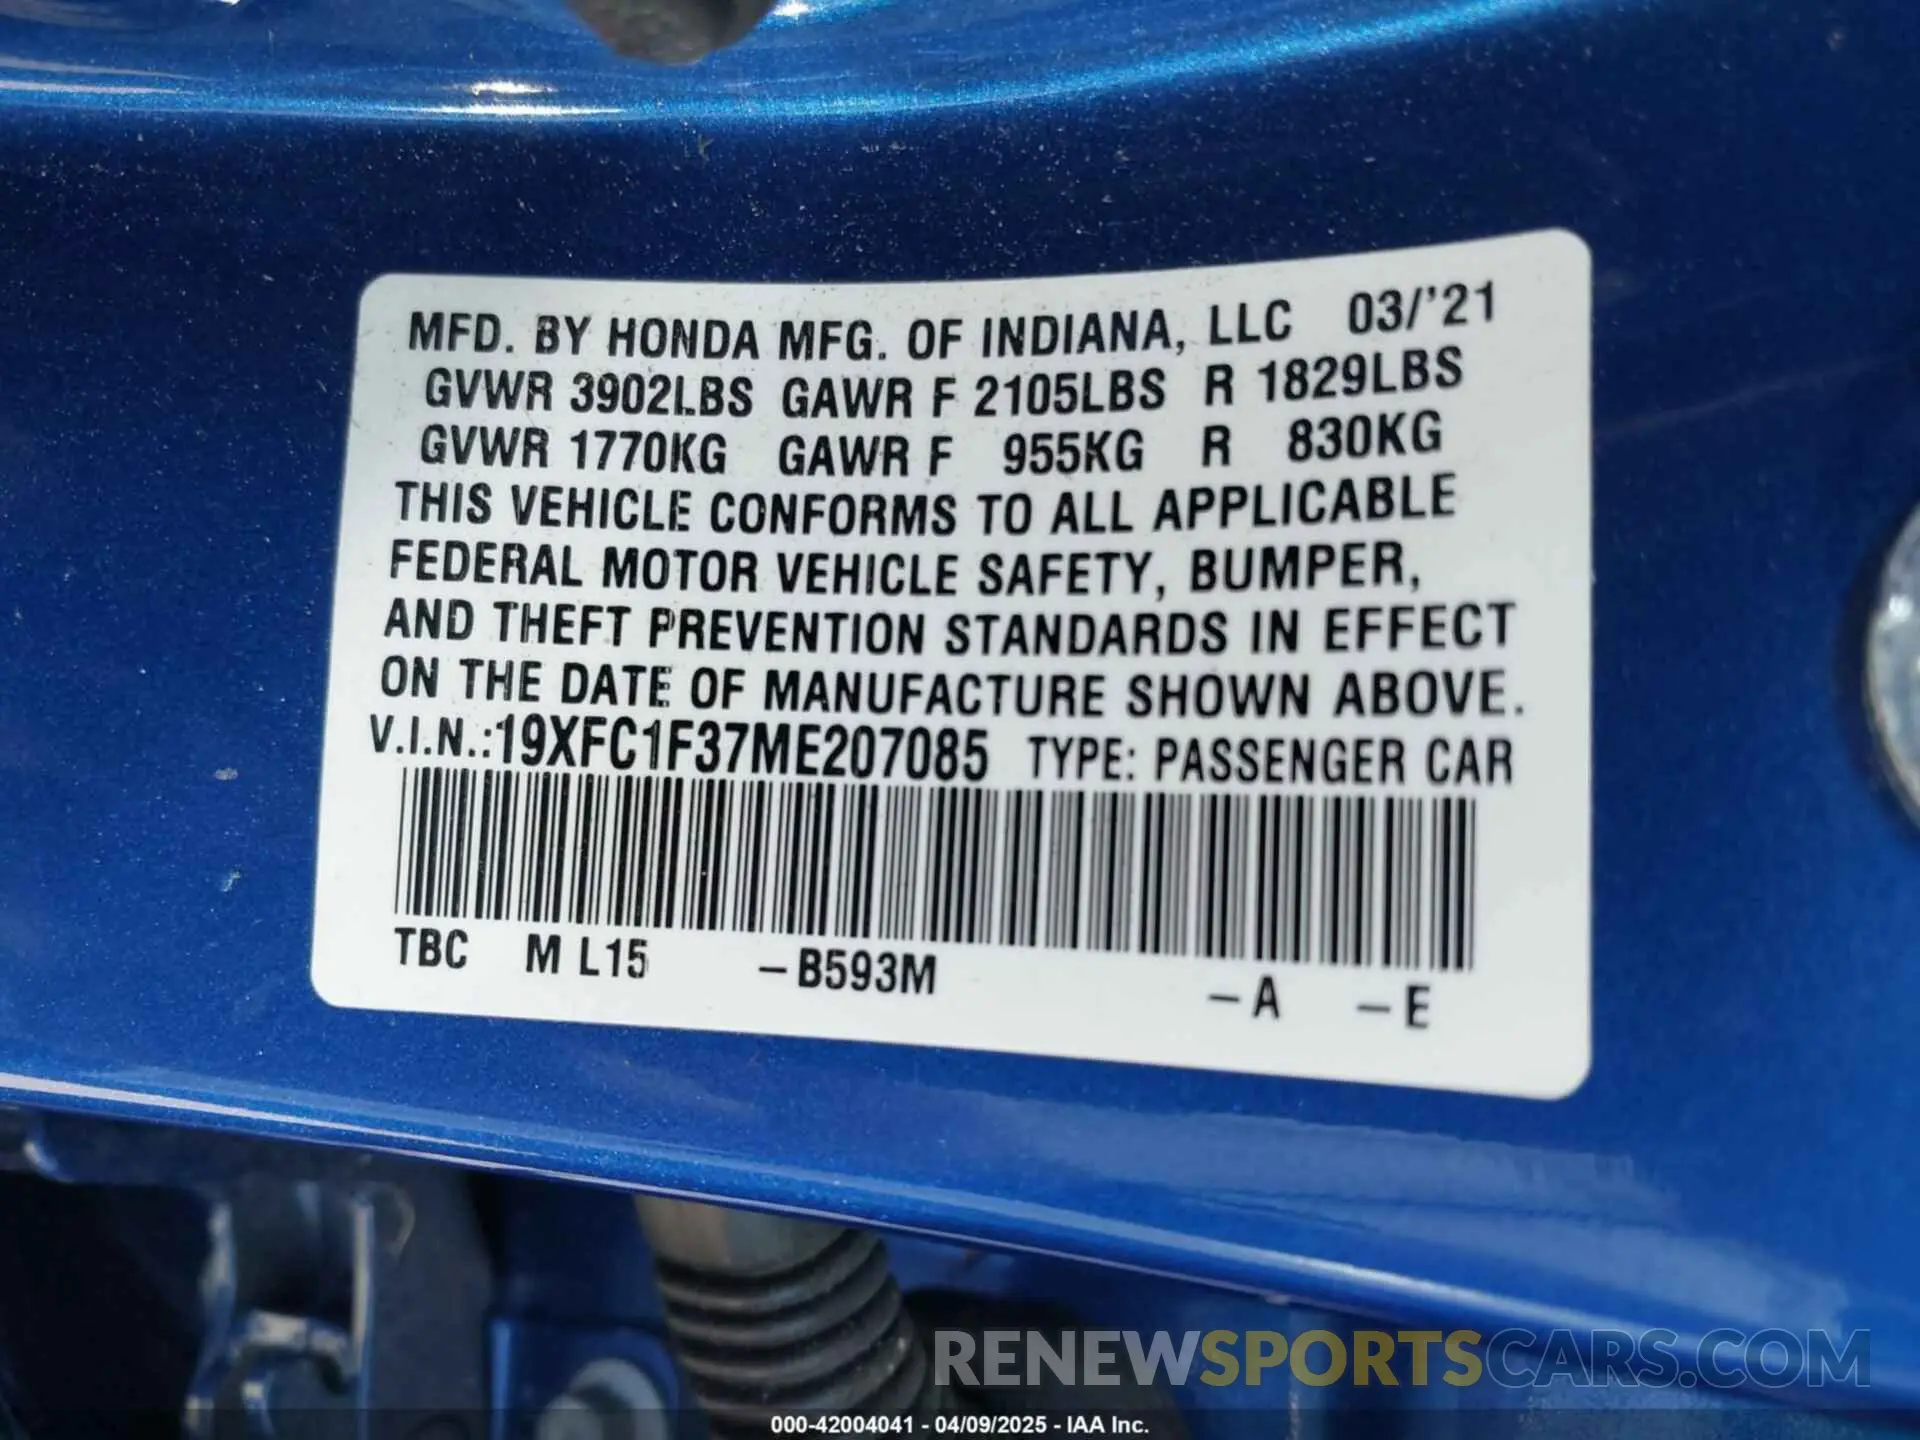 MFD. BY HONDA MFG. OF INDIANA, LLC 03/'21
GVWR 3902LBS GAWR F 2105LBS R 1829LBS
GVWR 1770KG GAWR F 955KG R 830KG
THIS VEHICLE CONFORMS TO ALL APPLICABLE
FEDERAL MOTOR VEHICLE SAFETY, BUMPER,
AND THEFT PREVENTION STANDARDS IN EFFECT
ON THE DATE OF MANUFACTURE SHOWN ABOVE.
V.I.N.:19XFC1F37ME207085 TYPE: PASSENGER CAR
TBC M L15 –B593M –A –E
RENEWSPORTSCARS.COM
000-42004041 - 04/09/2025 - IAA Inc.